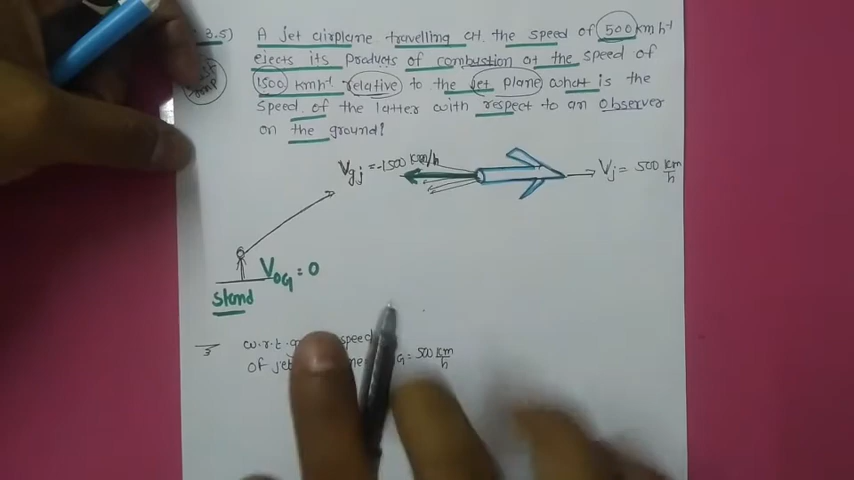 3.5) A jet airplane travelling at the speed of 500 km h⁻¹
ejects its products of combustion at the speed of
1500 kmh⁻¹ relative to the jet plane what is the
speed of the latter with respect to an observer
on the ground?
Vgj = -1500 km/h
Vj = 500 km/h
VOG = 0
stand
w.r.t. speed
of jet = 500 km/h